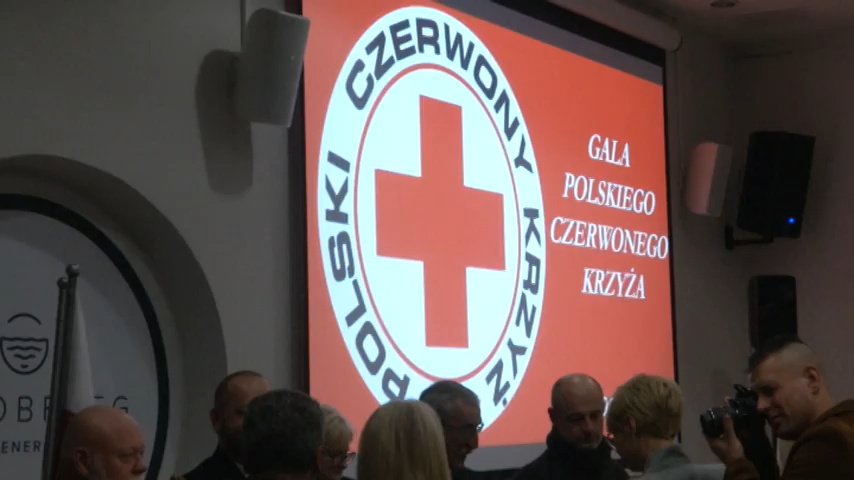 POLSKI CZERWONY KRZYŻ
GALA
POLSKIEGO
CZERWONEGO
KRZYŻA